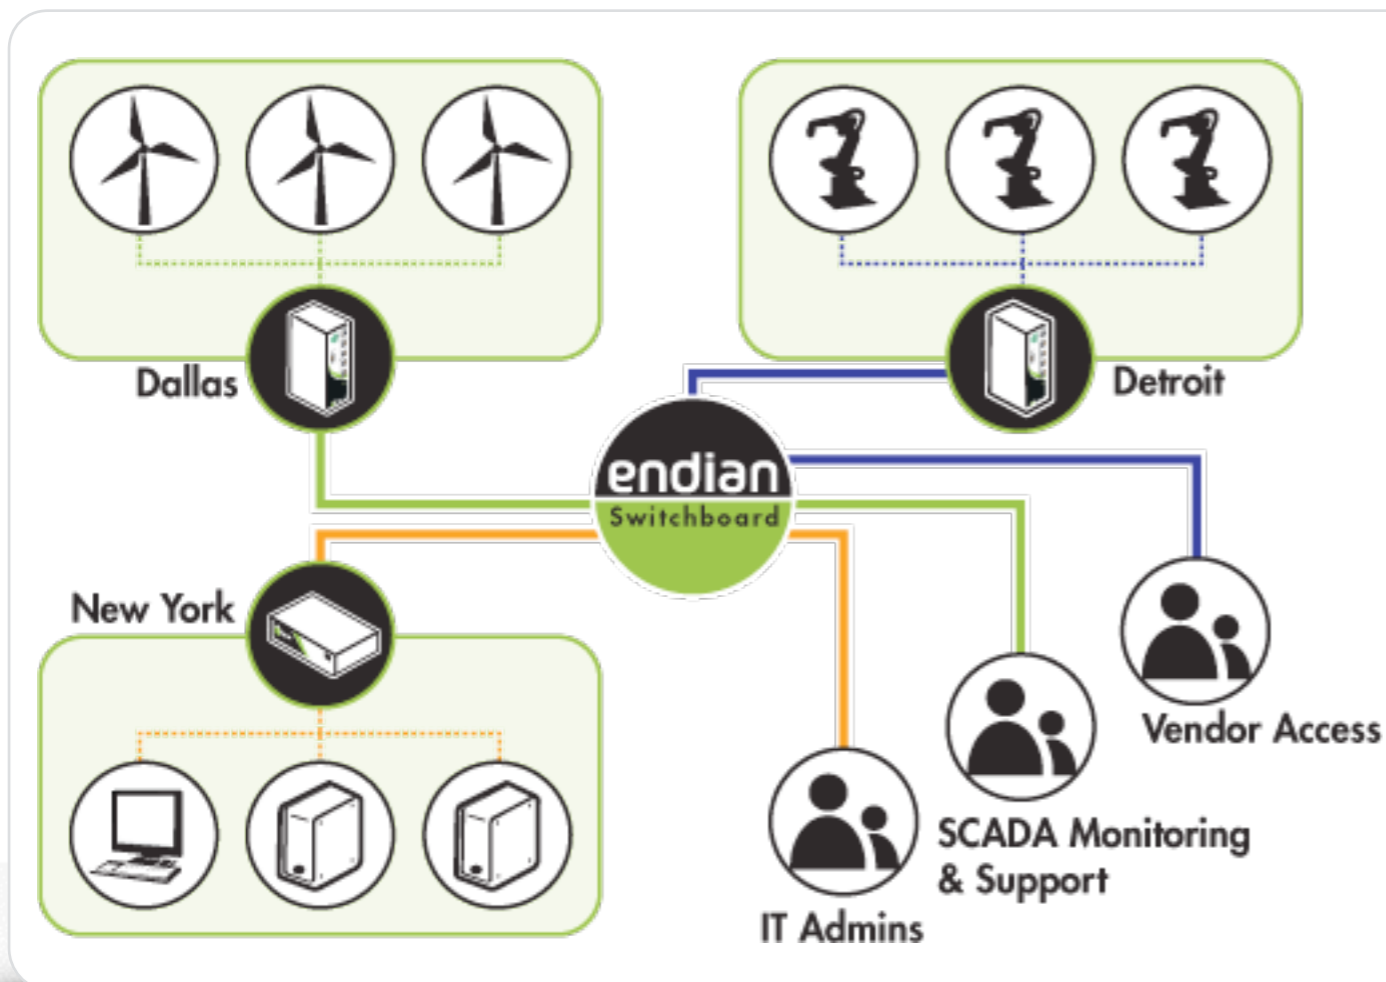 Dallas
Detroit
endian
Switchboard
New York
Vendor Access
SCADA Monitoring
& Support
IT Admins